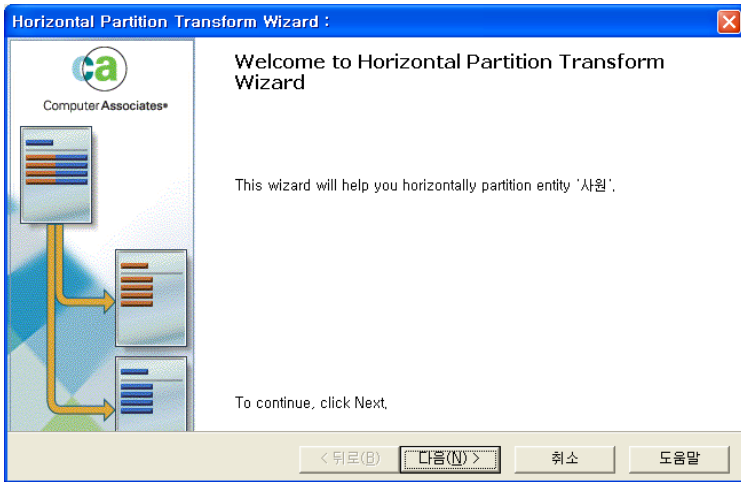 Horizontal Partition Transform Wizard :
ca
Computer Associates®
Welcome to Horizontal Partition Transform
Wizard
This wizard will help you horizontally partition entity '사원',
To continue, click Next,
< 뒤로(B)
다음(N) >
취소
도움말